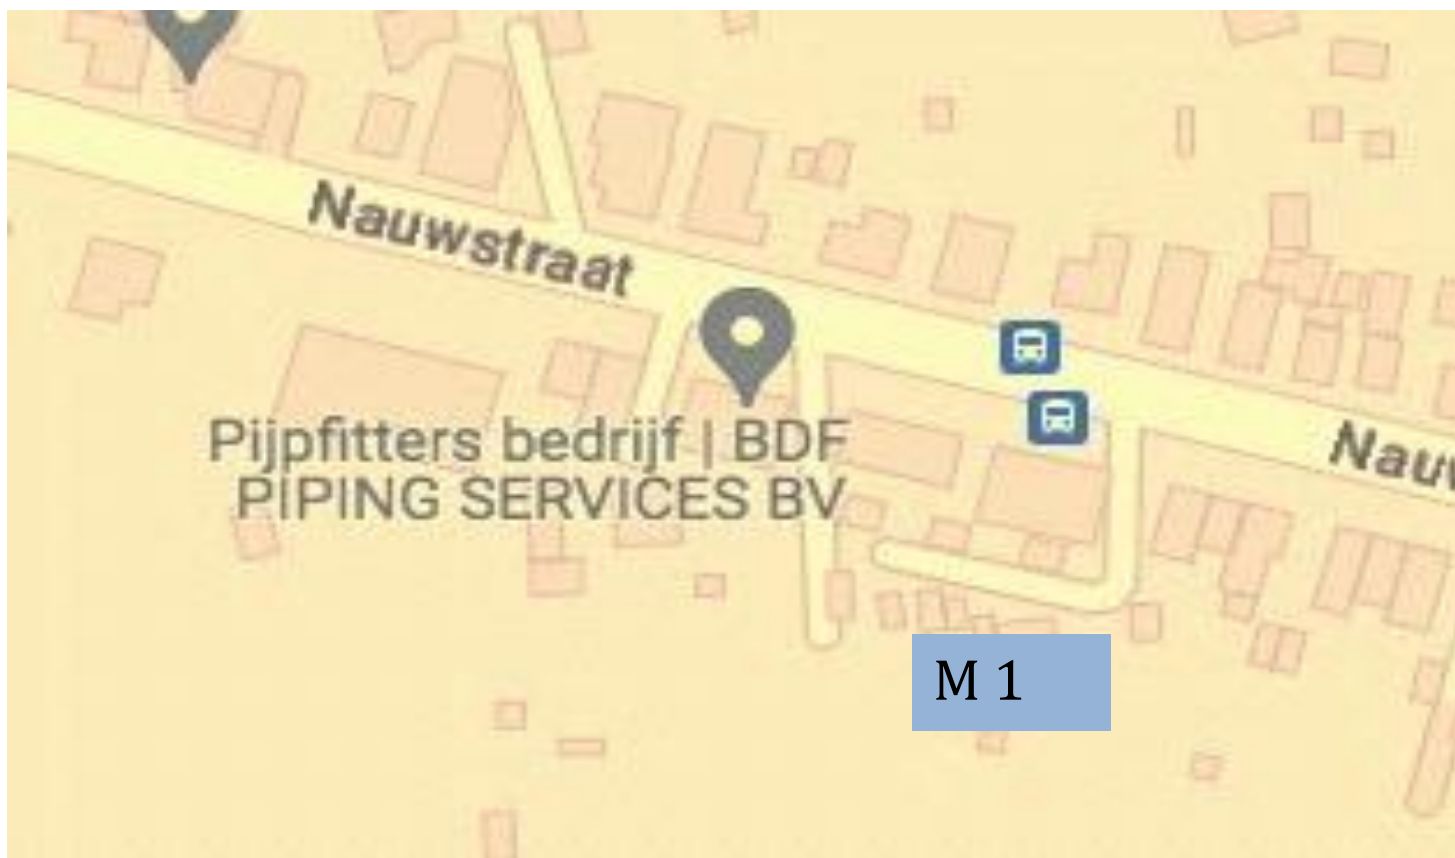 Nauwstraat
Pijpfitters bedrijf | BDF
PIPING SERVICES BV
Nauw
M 1